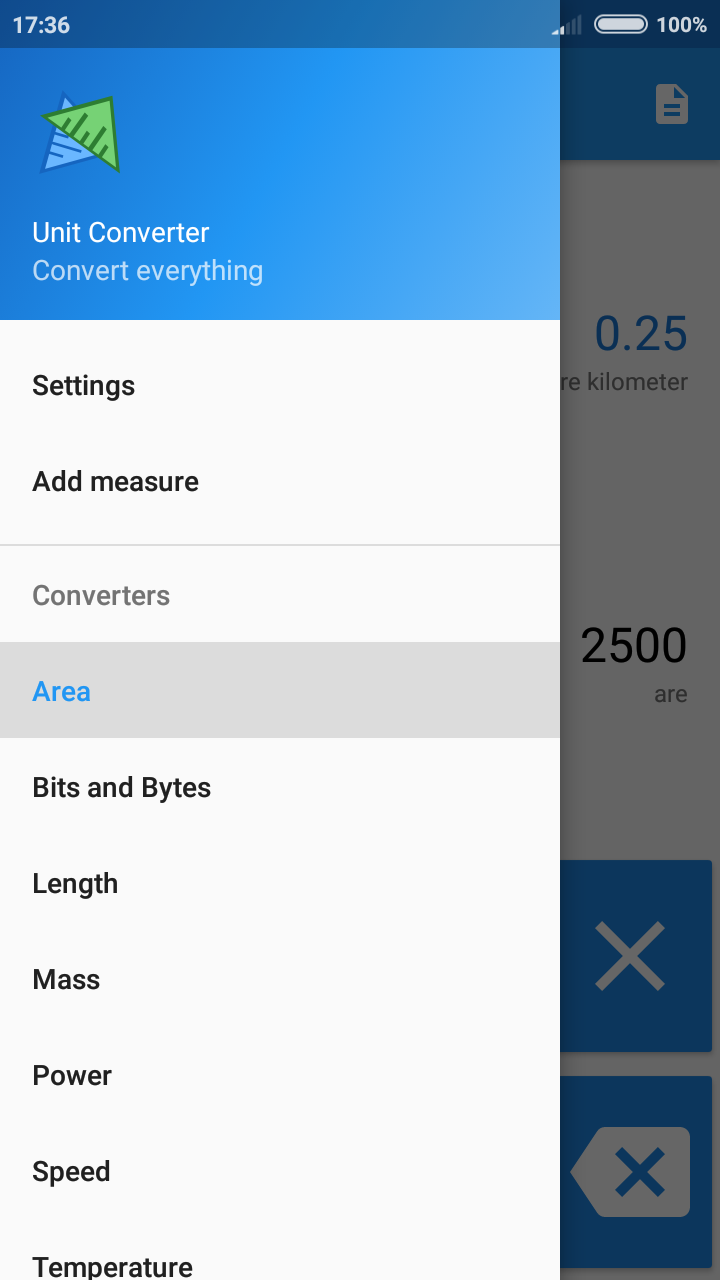 17:36
100%
Unit Converter
Convert everything
0.25
re kilometer
Settings
Add measure
Converters
2500
are
Area
Bits and Bytes
Length
Mass
Power
Speed
Temperature